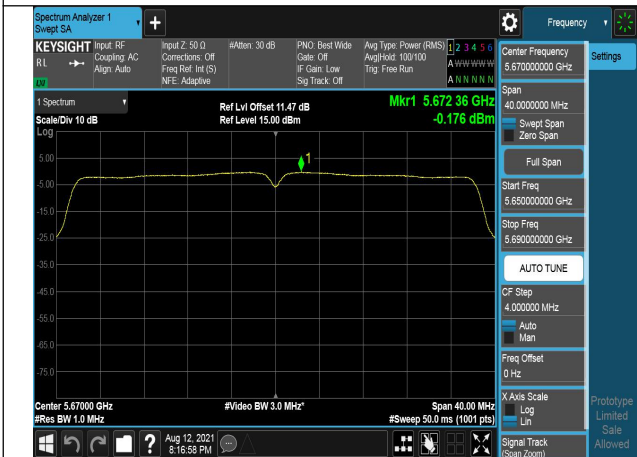 Spectrum Analyzer 1
Swept SA
Frequency
KEYSIGHT
RL
LXI
Input: RF
Coupling: AC
Align: Auto
Input Z: 50 Ω
Corrections: Off
Freq Ref: Int (S)
NFE: Adaptive
#Atten: 30 dB
PNO: Best Wide
Gate: Off
IF Gain: Low
Sig Track: Off
Avg Type: Power (RMS)
Avg|Hold: 100/100
Trig: Free Run
1 2 3 4 5 6
A W W W W W
A N N N N N
Center Frequency
5.670000000 GHz
Settings
Span
40.0000000 MHz
Swept Span
Zero Span
Full Span
Start Freq
5.650000000 GHz
Stop Freq
5.690000000 GHz
AUTO TUNE
CF Step
4.000000 MHz
Auto
Man
Freq Offset
0 Hz
X Axis Scale
Log
Lin
Signal Track
(Span Zoom)
Prototype
Limited
Sale
Allowed
1 Spectrum
Scale/Div 10 dB
Log
Ref Lvl Offset 11.47 dB
Ref Level 15.00 dBm
Mkr1 5.672 36 GHz
-0.176 dBm
1
5.00
-5.00
-15.0
-25.0
-35.0
-45.0
-55.0
-65.0
-75.0
Center 5.67000 GHz
#Res BW 1.0 MHz
#Video BW 3.0 MHz*
Span 40.00 MHz
#Sweep 50.0 ms (1001 pts)
?
Aug 12, 2021
8:16:58 PM